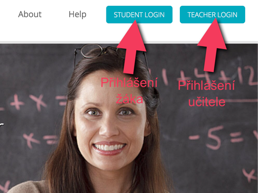 About Help STUDENT LOGIN TEACHER LOGIN
Přihlášení
žáka
Přihlášení
učitele